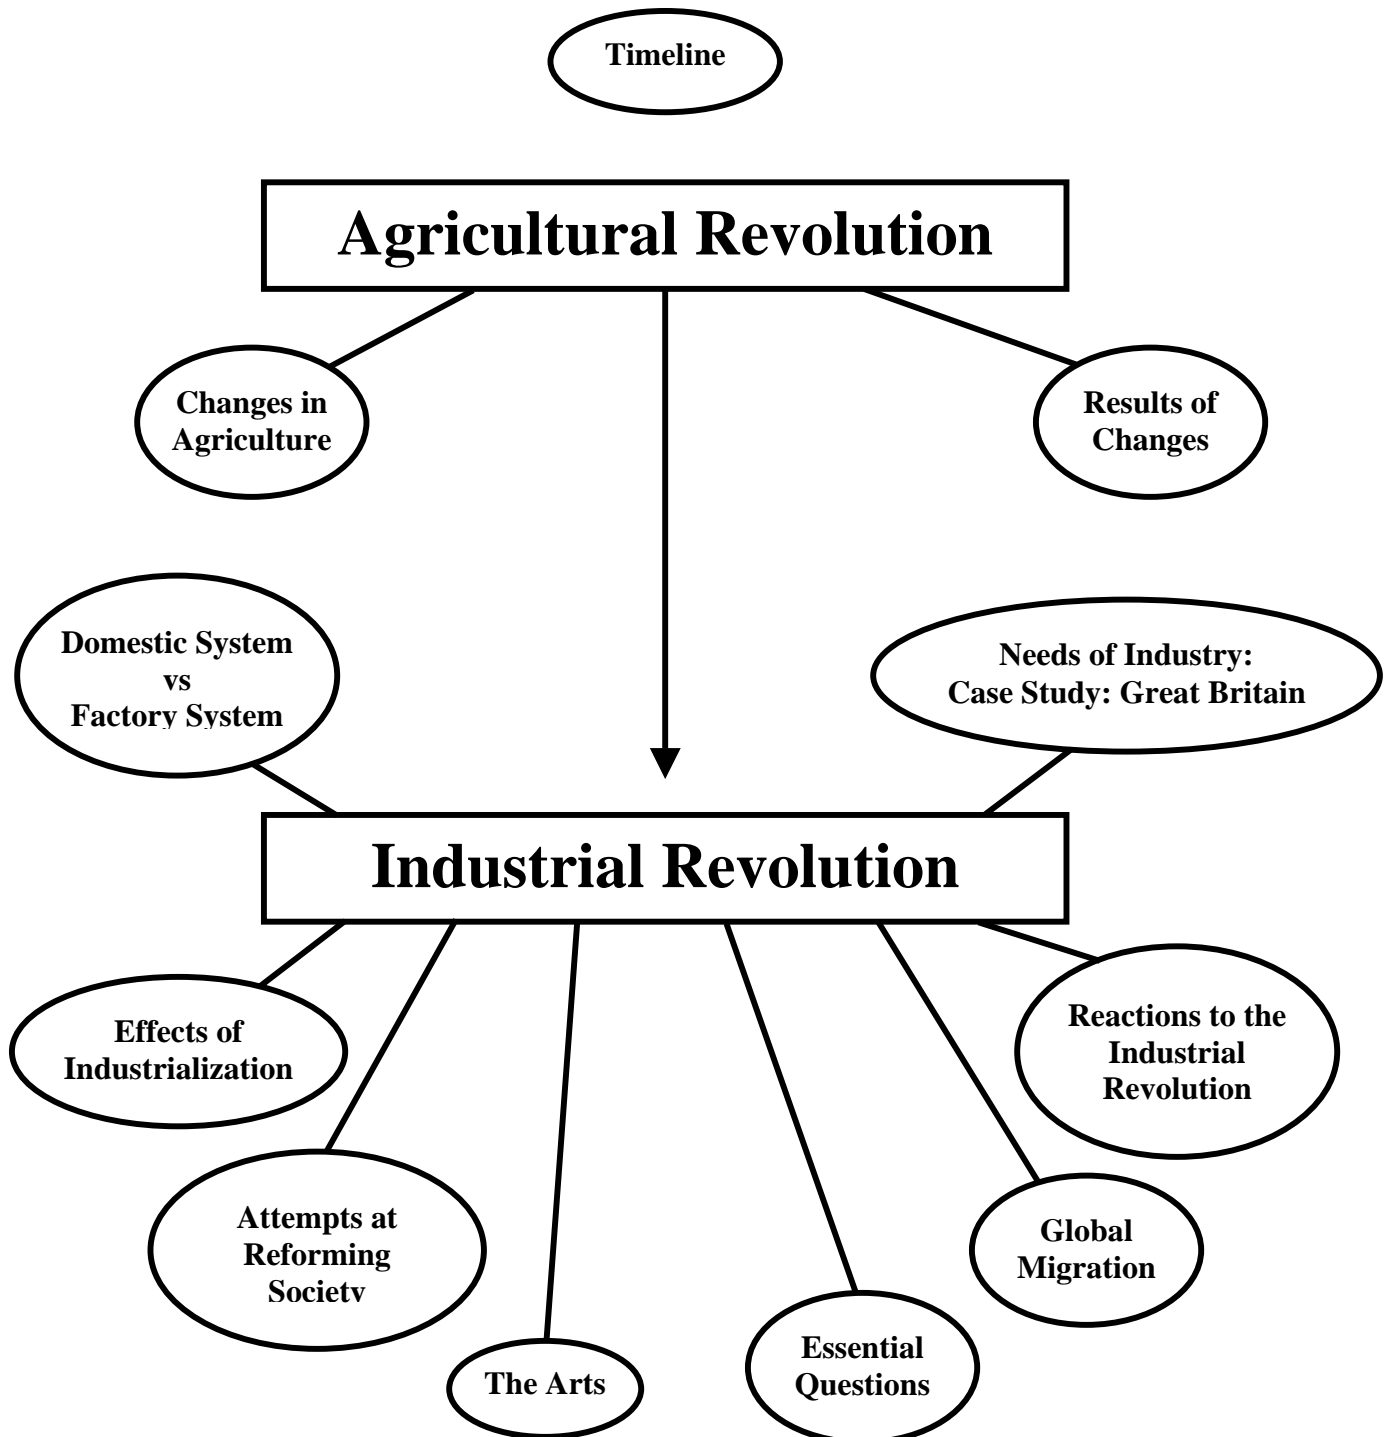 Timeline
Agricultural Revolution
Changes in
Agriculture
Results of
Changes
Domestic System
vs
Factory System
Needs of Industry:
Case Study: Great Britain
Industrial Revolution
Effects of
Industrialization
Reactions to the
Industrial
Revolution
Attempts at
Reforming
Society
Global
Migration
The Arts
Essential
Questions